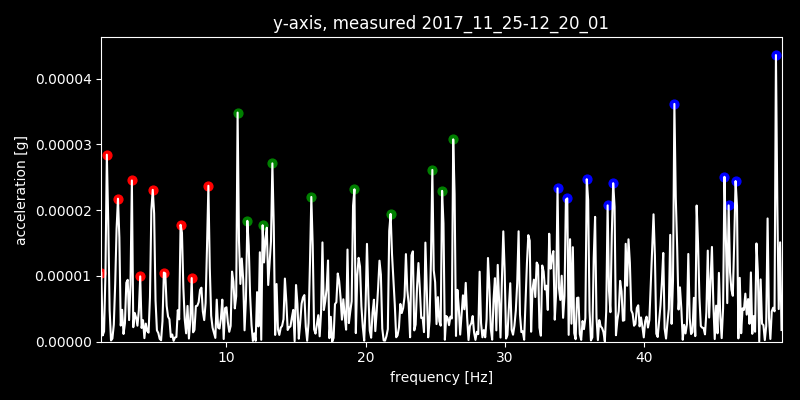 y-axis, measured 2017_11_25-12_20_01
acceleration [g]
0.00004
0.00003
0.00002
0.00001
0.00000
10 20 30 40
frequency [Hz]